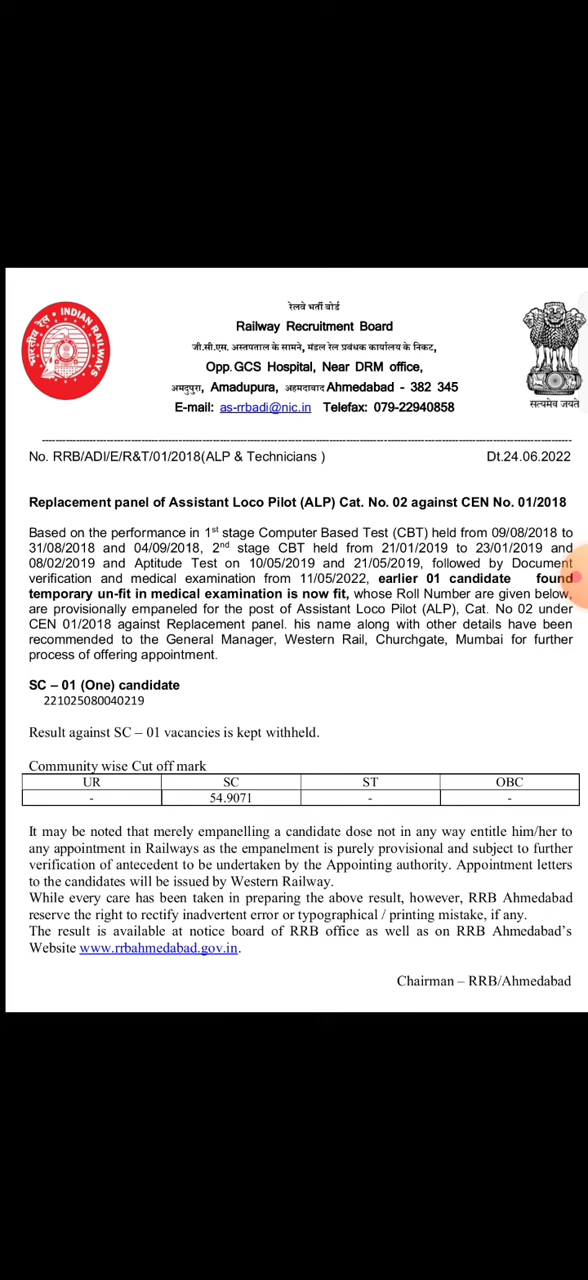 रेलवे भर्ती बोर्ड
Railway Recruitment Board
जी.सी.एस. अस्तपताल के सामने, मंडल रेल प्रबंधक कार्यालय के निकट,
Opp.GCS Hospital, Near DRM office,
अमदुपुरा, Amadupura, अहमदाबाद Ahmedabad - 382 345
E-mail: as-rrbadi@nic.in Telefax: 079-22940858
भारतीय रेल INDIAN RAILWAYS
सत्यमेव जयते
No. RRB/ADI/E/R&T/01/2018(ALP & Technicians )
Dt.24.06.2022
Replacement panel of Assistant Loco Pilot (ALP) Cat. No. 02 against CEN No. 01/2018
Based on the performance in 1st stage Computer Based Test (CBT) held from 09/08/2018 to
31/08/2018 and 04/09/2018, 2nd stage CBT held from 21/01/2019 to 23/01/2019 and
08/02/2019 and Aptitude Test on 10/05/2019 and 21/05/2019, followed by Document
verification and medical examination from 11/05/2022, earlier 01 candidate found
temporary un-fit in medical examination is now fit, whose Roll Number are given below,
are provisionally empaneled for the post of Assistant Loco Pilot (ALP), Cat. No 02 under
CEN 01/2018 against Replacement panel. his name along with other details have been
recommended to the General Manager, Western Rail, Churchgate, Mumbai for further
process of offering appointment.
SC – 01 (One) candidate
221025080040219
Result against SC – 01 vacancies is kept withheld.
Community wise Cut off mark
UR SC ST OBC
- 54.9071 - -
It may be noted that merely empanelling a candidate dose not in any way entitle him/her to
any appointment in Railways as the empanelment is purely provisional and subject to further
verification of antecedent to be undertaken by the Appointing authority. Appointment letters
to the candidates will be issued by Western Railway.
While every care has been taken in preparing the above result, however, RRB Ahmedabad
reserve the right to rectify inadvertent error or typographical / printing mistake, if any.
The result is available at notice board of RRB office as well as on RRB Ahmedabad's
Website www.rrbahmedabad.gov.in.
Chairman – RRB/Ahmedabad